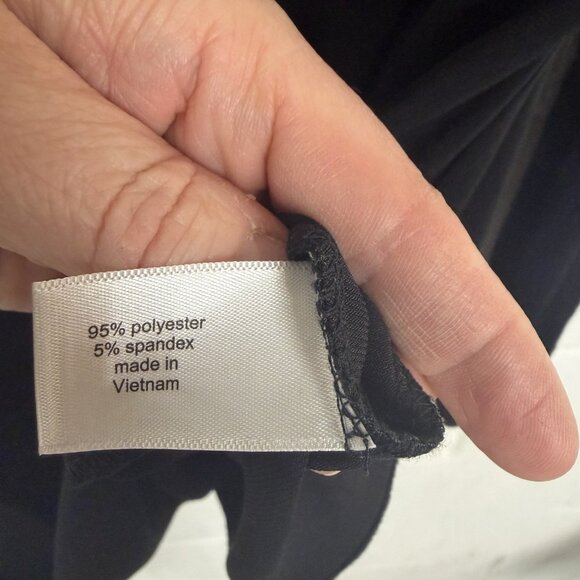 95% polyester
5% spandex
made in
Vietnam